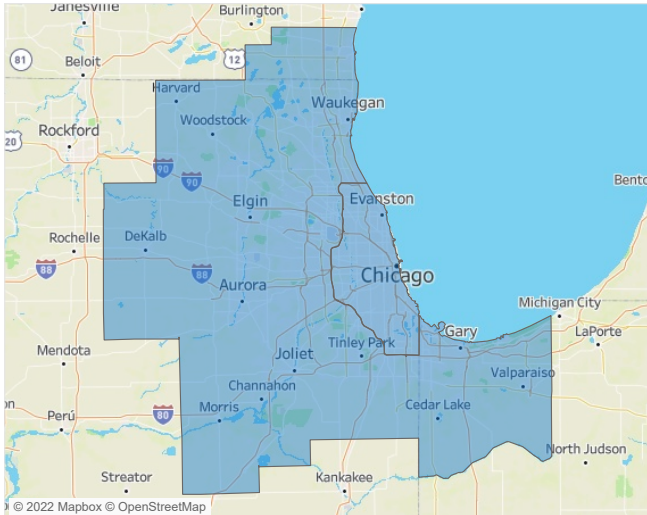 Janesville
Burlington
81
Beloit
12
Harvard
Waukegan
Woodstock
20
Rockford
90
90
Bento
Elgin
Evanston
Rochelle
DeKalb
88
88
Chicago
Aurora
Michigan City
Gary
LaPorte
Mendota
Tinley Park
Joliet
Valparaiso
Channahon
Perú
80
Morris
Cedar Lake
North Judson
Streator
Kankakee
© 2022 Mapbox © OpenStreetMap